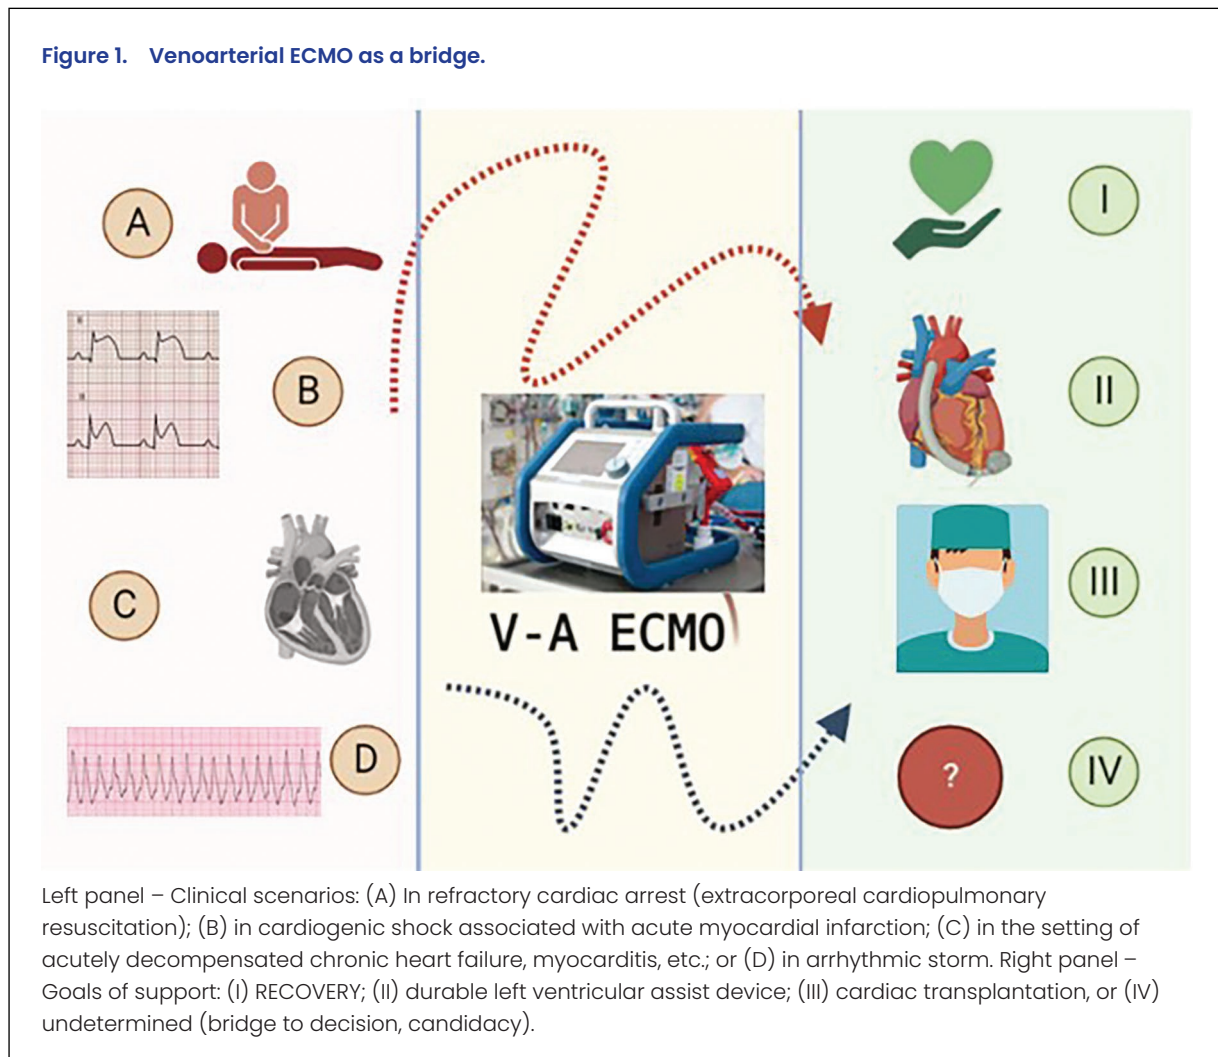 Figure 1. Venoarterial ECMO as a bridge.
A
I
B
II
C
V-A ECMO
III
D
?
IV
Left panel – Clinical scenarios: (A) In refractory cardiac arrest (extracorporeal cardiopulmonary
resuscitation); (B) in cardiogenic shock associated with acute myocardial infarction; (C) in the setting of
acutely decompensated chronic heart failure, myocarditis, etc.; or (D) in arrhythmic storm. Right panel –
Goals of support: (I) RECOVERY; (II) durable left ventricular assist device; (III) cardiac transplantation, or (IV)
undetermined (bridge to decision, candidacy).